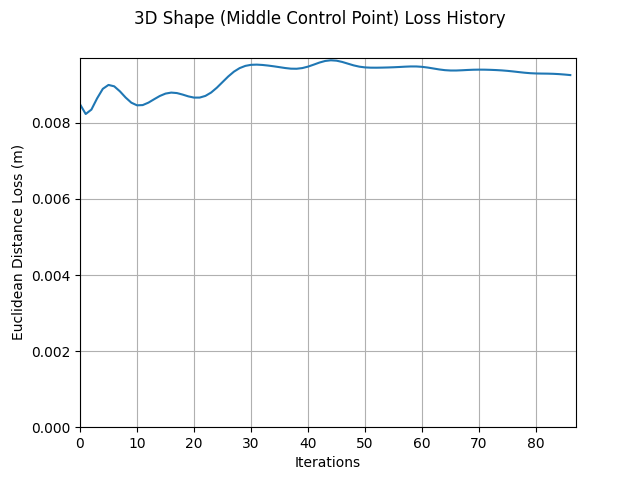 3D Shape (Middle Control Point) Loss History
Euclidean Distance Loss (m)
0.008
0.006
0.004
0.002
0.000
0 10 20 30 40 50 60 70 80
Iterations